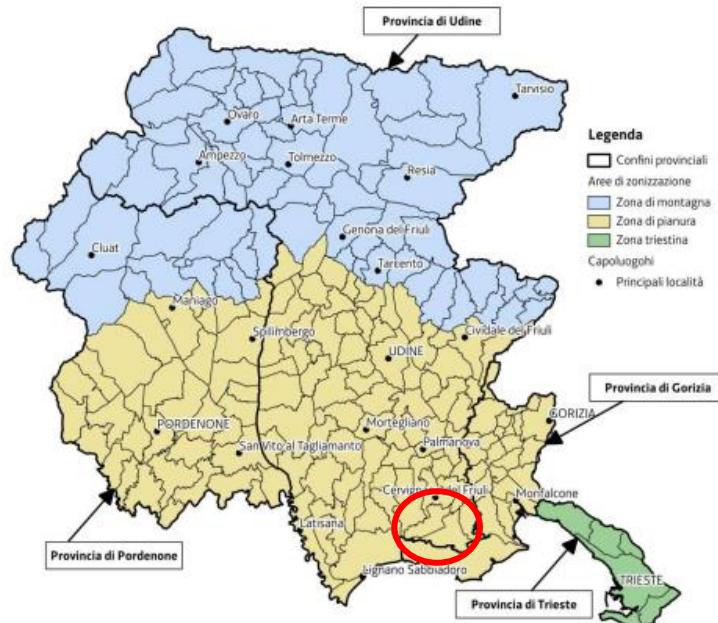 Provincia di Udine
Tarvisio
Ovaro
Arta Terme
Ampezzo
Tolmezzo
Resia
Legenda
Confini provinciali
Aree di zonizzazione
Zona di montagna
Zona di pianura
Zona triestina
Capoluogohi
Principali località
Genona del Friuli
Cluat
Tarcento
Maniago
Spilimbergo
Cividale del Friuli
UDINE
Provincia di Gorizia
GORIZIA
PORDENONE
Mortegliano
San Vito al Tagliamanto
Palmanova
Monfalcone
Latisana
Provincia di Pordenone
Lignano Sabbiadoro
Provincia di Trieste
TRIESTE